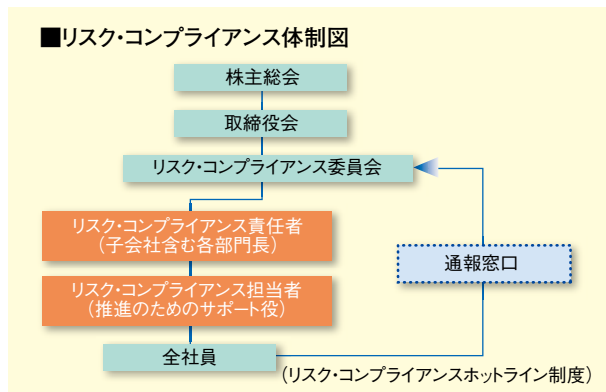 ■リスク・コンプライアンス体制図
株主総会
取締役会
リスク・コンプライアンス委員会
リスク・コンプライアンス責任者
（子会社含む各部門長）
リスク・コンプライアンス担当者
（推進のためのサポート役）
通報窓口
全社員
（リスク・コンプライアンスホットライン制度）